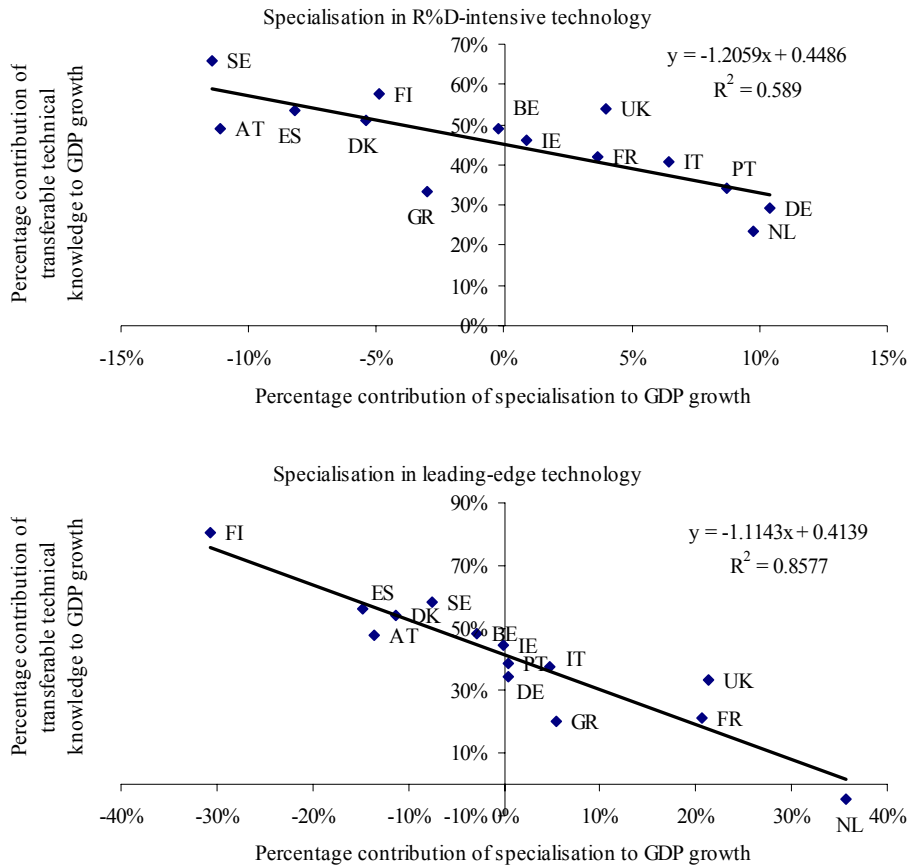 Specialisation in R%D-intensive technology
Percentage contribution of
transferable technical
knowledge to GDP growth
70%
60%
50%
40%
30%
20%
10%
0%
y = -1.2059x + 0.4486
R² = 0.589
SE
FI
AT
ES
DK
GR
BE
UK
IE
FR
IT
PT
DE
NL
-15%
-10%
-5%
0%
5%
10%
15%
Percentage contribution of specialisation to GDP growth
Specialisation in leading-edge technology
Percentage contribution of
transferable technical
knowledge to GDP growth
90%
70%
50%
30%
10%
-10%
y = -1.1143x + 0.4139
R² = 0.8577
FI
ES
SE
DK
AT
BE
IE
PT
IT
DE
UK
GR
FR
NL
-40%
-30%
-20%
-10%
0%
10%
20%
30%
40%
Percentage contribution of specialisation to GDP growth